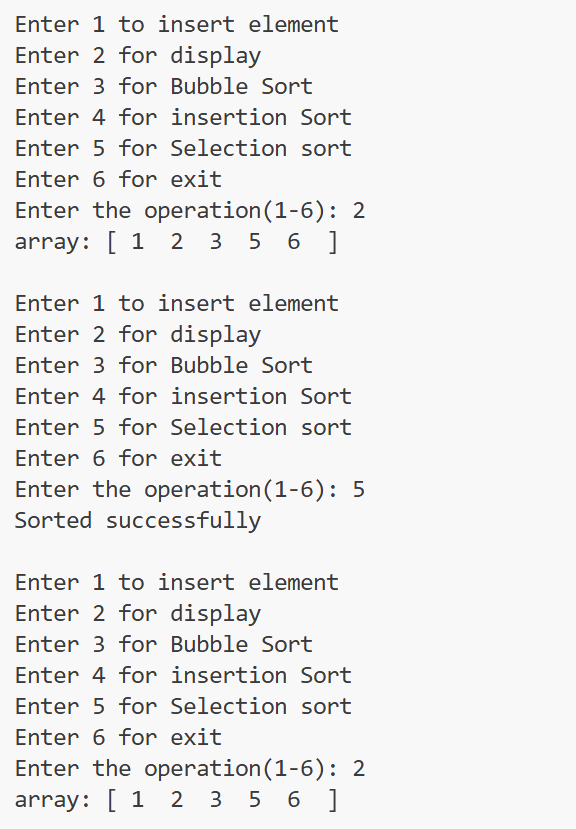 Enter 1 to insert element
Enter 2 for display
Enter 3 for Bubble Sort
Enter 4 for insertion Sort
Enter 5 for Selection sort
Enter 6 for exit
Enter the operation(1-6): 2
array: [ 1  2  3  5  6  ]

Enter 1 to insert element
Enter 2 for display
Enter 3 for Bubble Sort
Enter 4 for insertion Sort
Enter 5 for Selection sort
Enter 6 for exit
Enter the operation(1-6): 5
Sorted successfully

Enter 1 to insert element
Enter 2 for display
Enter 3 for Bubble Sort
Enter 4 for insertion Sort
Enter 5 for Selection sort
Enter 6 for exit
Enter the operation(1-6): 2
array: [ 1  2  3  5  6  ]